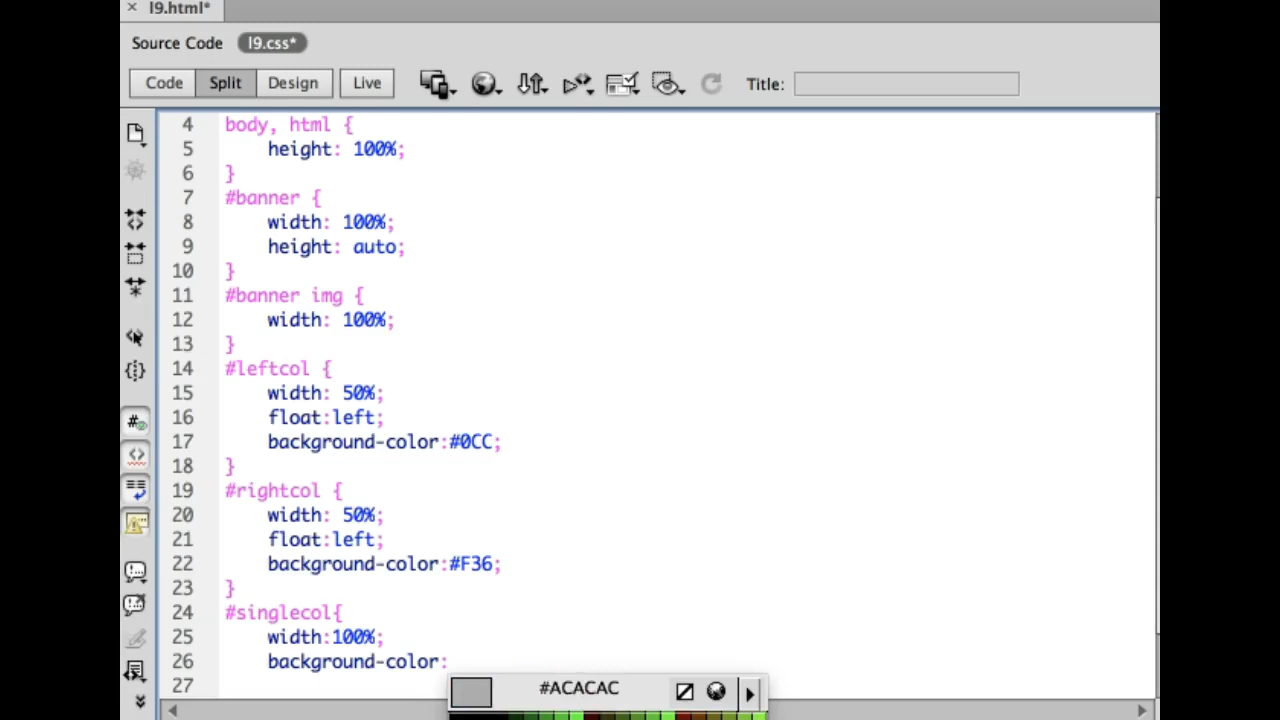 l9.html*
Source Code l9.css*
Code Split Design Live Title:
4 body, html {
5 height: 100%;
6 }
7 #banner {
8 width: 100%;
9 height: auto;
10 }
11 #banner img {
12 width: 100%;
13 }
14 #leftcol {
15 width: 50%;
16 float:left;
17 background-color:#0CC;
18 }
19 #rightcol {
20 width: 50%;
21 float:left;
22 background-color:#F36;
23 }
24 #singlecol{
25 width:100%;
26 background-color:
27
#ACACAC